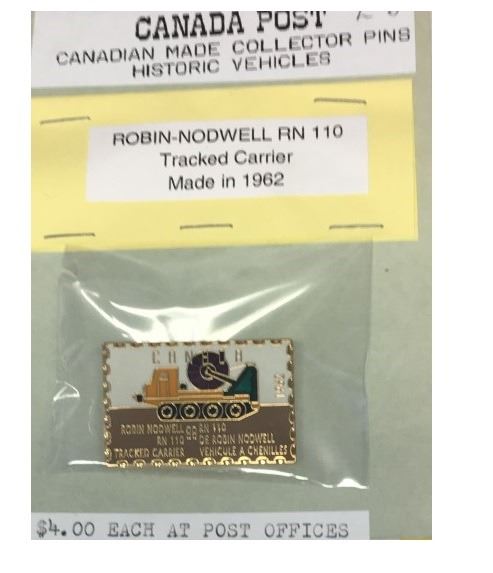 CANADA POST
CANADIAN MADE COLLECTOR PINS
HISTORIC VEHICLES
ROBIN-NODWELL RN 110
Tracked Carrier
Made in 1962
CANADA
1962
ROBIN NODWELL RN 110
RN 110 DE ROBIN NODWELL
TRACKED CARRIER VEHICULE A CHENILLES
$4.00 EACH AT POST OFFICES